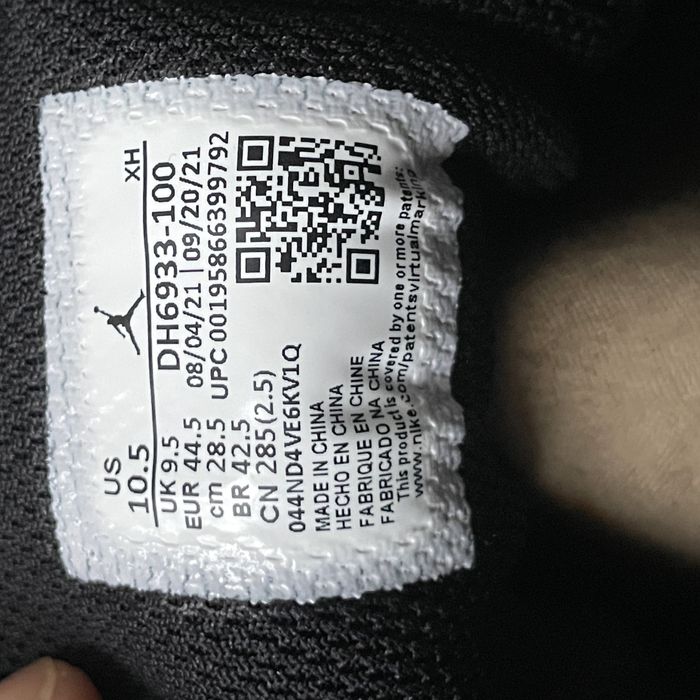 US XH
10.5
UK 9.5 DH6933-100
EUR 44.5 08/04/21 | 09/20/21
cm 28.5 UPC 00195866399792
BR 42.5
CN 285(2.5)
044ND4VE6KV1Q
MADE IN CHINA
HECHO EN CHINA
FABRIQUE EN CHINE
FABRICADO NA CHINA
This product is covered by one or more patents:
www.nike.com/patentsvirtualmarking